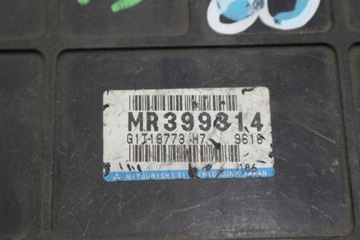 MR399814
G1T18773 H7 9618
MITSUBISHI ELECTRIC CORP. JAPAN